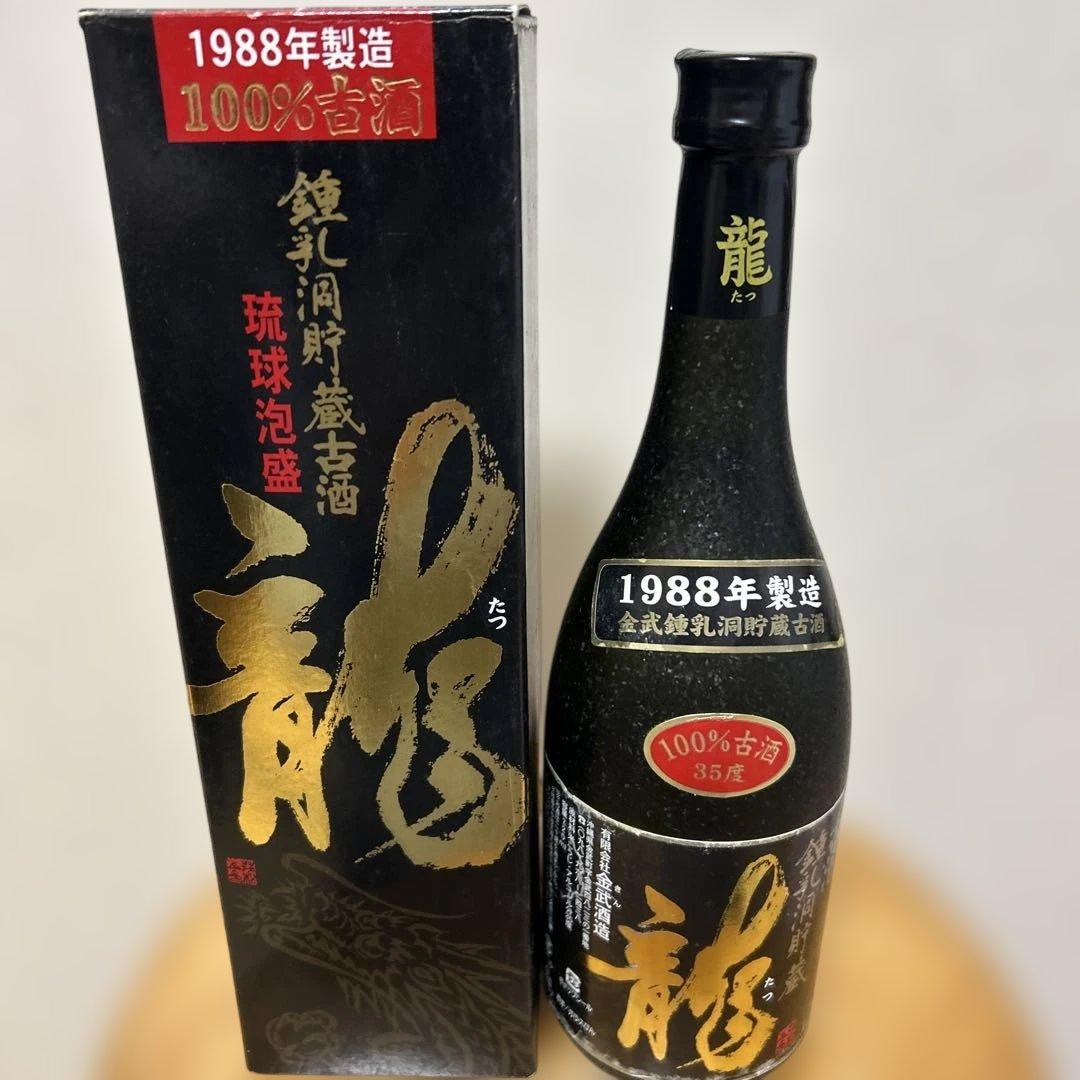 1988年製造
100%古酒
鍾乳洞貯蔵古酒
琉球泡盛
龍
たつ
龍
たつ
1988年製造
金武鍾乳洞貯蔵古酒
100%古酒
35度
鍾乳洞貯蔵
龍
たつ
有限会社金武酒造
きん